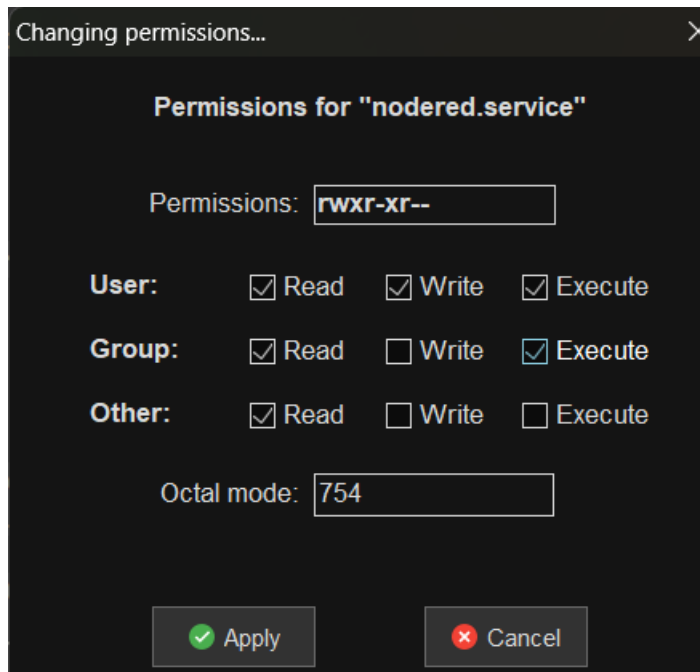 Changing permissions...
Permissions for "nodered.service"
Permissions: rwxr-xr--
User: Read Write Execute
Group: Read Write Execute
Other: Read Write Execute
Octal mode: 754
Apply Cancel